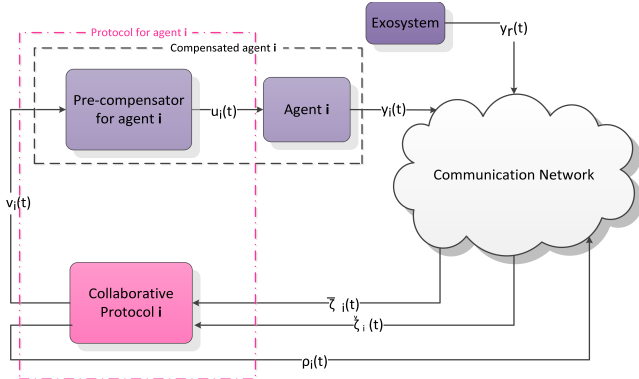 Exosystem
yr(t)
Protocol for agent i
Compensated agent i
Pre-compensator
for agent i
ui(t)
Agent i
yi(t)
Communication Network
vi(t)
Collaborative
Protocol i
ζ̅ i(t)
ζ̌ i (t)
ρi(t)